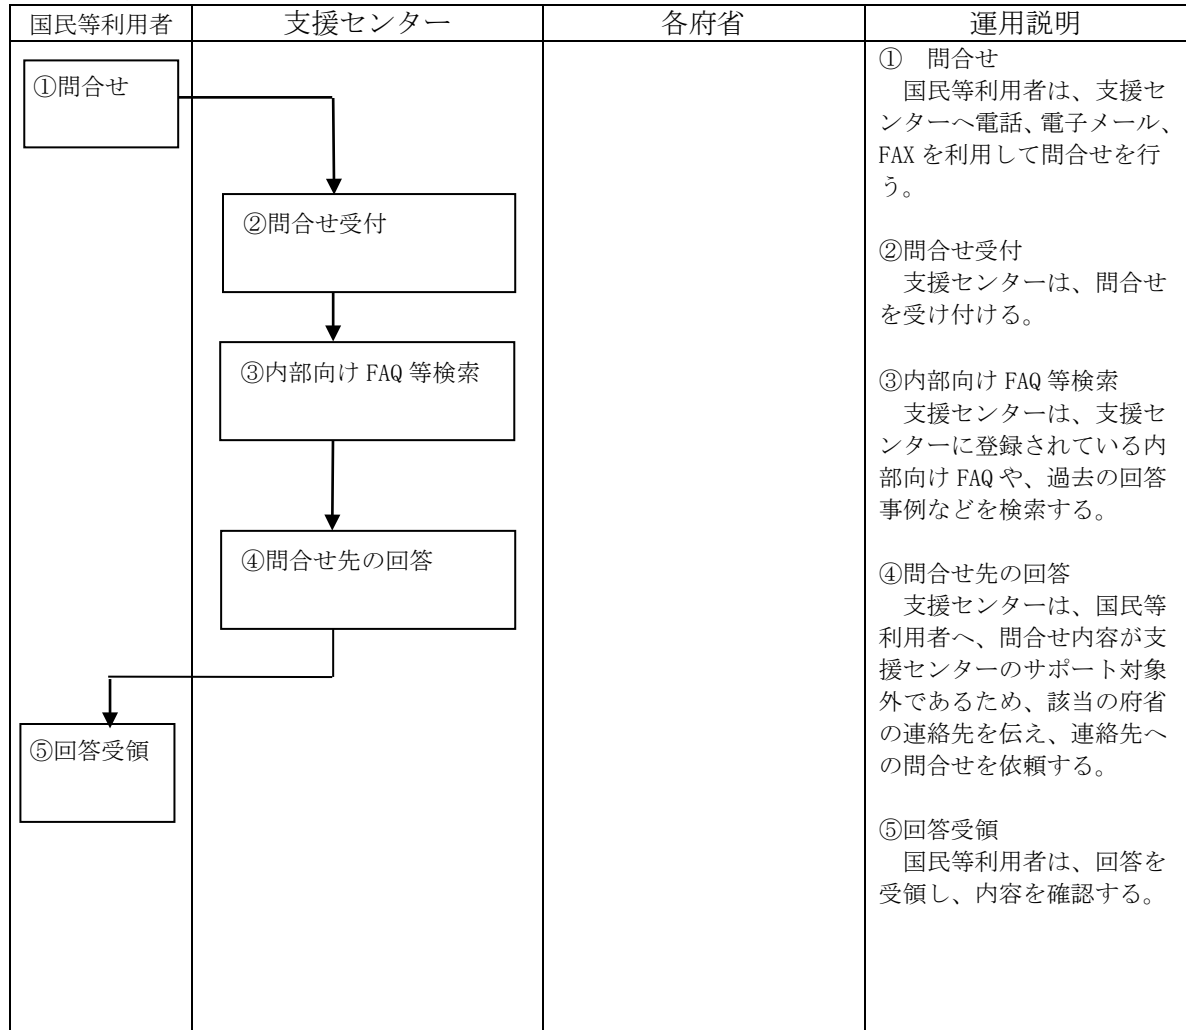 国民等利用者
支援センター
各府省
運用説明
①問合せ
②問合せ受付
③内部向け FAQ 等検索
④問合せ先の回答
⑤回答受領
①　問合せ
　国民等利用者は、支援セ
ンターへ電話、電子メール、
FAX を利用して問合せを行
う。
②問合せ受付
　支援センターは、問合せ
を受け付ける。
③内部向け FAQ 等検索
　支援センターは、支援セ
ンターに登録されている内
部向け FAQ や、過去の回答
事例などを検索する。
④問合せ先の回答
　支援センターは、国民等
利用者へ、問合せ内容が支
援センターのサポート対象
外であるため、該当の府省
の連絡先を伝え、連絡先へ
の問合せを依頼する。
⑤回答受領
　国民等利用者は、回答を
受領し、内容を確認する。